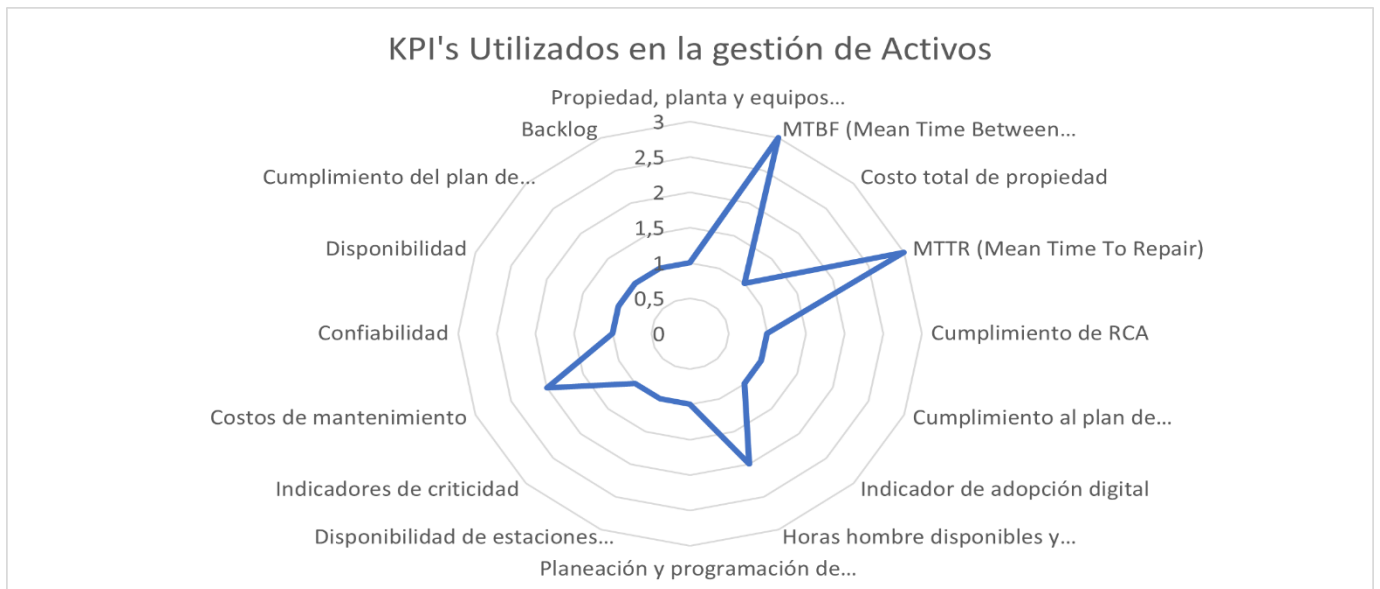 KPI's Utilizados en la gestión de Activos
Propiedad, planta y equipos...
MTBF (Mean Time Between...
Costo total de propiedad
MTTR (Mean Time To Repair)
Cumplimiento de RCA
Cumplimiento al plan de...
Indicador de adopción digital
Horas hombre disponibles y...
Planeación y programación de...
Disponibilidad de estaciones...
Indicadores de criticidad
Costos de mantenimiento
Confiabilidad
Disponibilidad
Cumplimiento del plan de...
Backlog
3
2,5
2
1,5
1
0,5
0